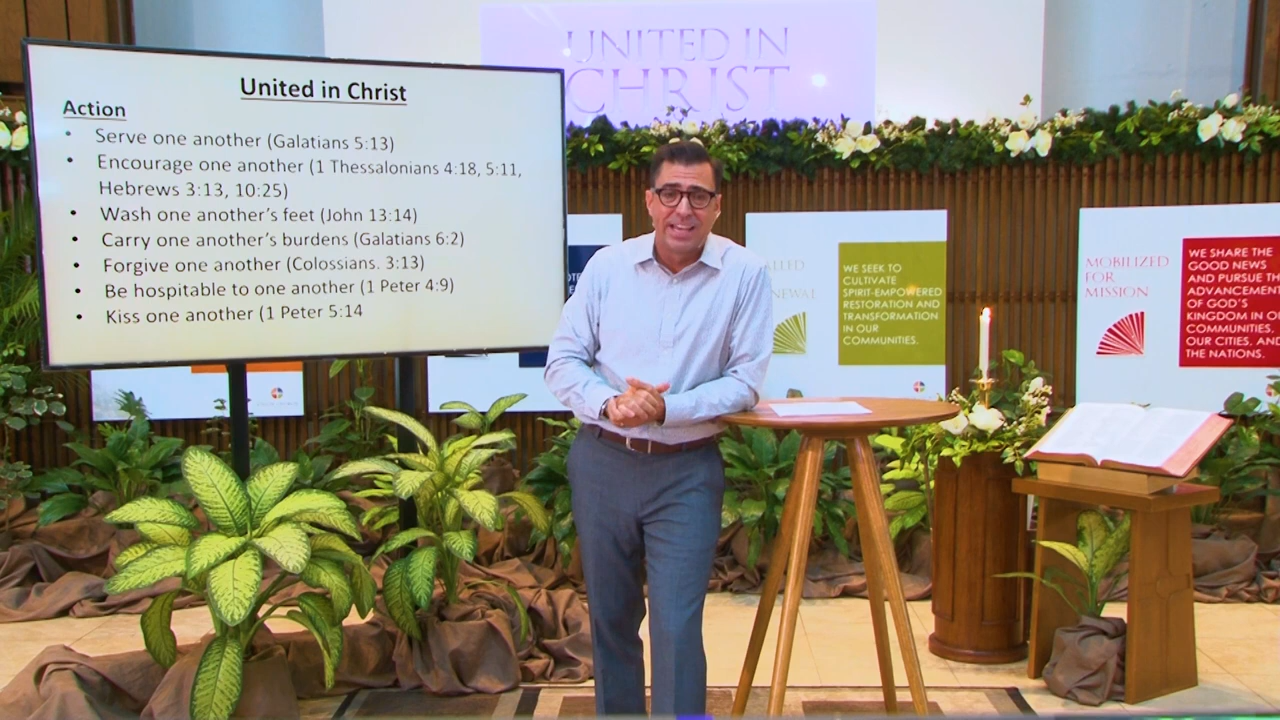 UNITED IN
CHRIST
United in Christ
Action
• Serve one another (Galatians 5:13)
• Encourage one another (1 Thessalonians 4:18, 5:11,
Hebrews 3:13, 10:25)
• Wash one another's feet (John 13:14)
• Carry one another's burdens (Galatians 6:2)
• Forgive one another (Colossians. 3:13)
• Be hospitable to one another (1 Peter 4:9)
• Kiss one another (1 Peter 5:14
WE SEEK TO
CULTIVATE
SPIRIT-EMPOWERED
RESTORATION AND
TRANSFORMATION
IN OUR
COMMUNITIES.
MOBILIZED
FOR
MISSION
WE SHARE THE
GOOD NEWS
AND PURSUE TH
ADVANCEMENT
OF GOD'S
KINGDOM IN OU
COMMUNITIES,
OUR CITIES, AND
THE NATIONS.